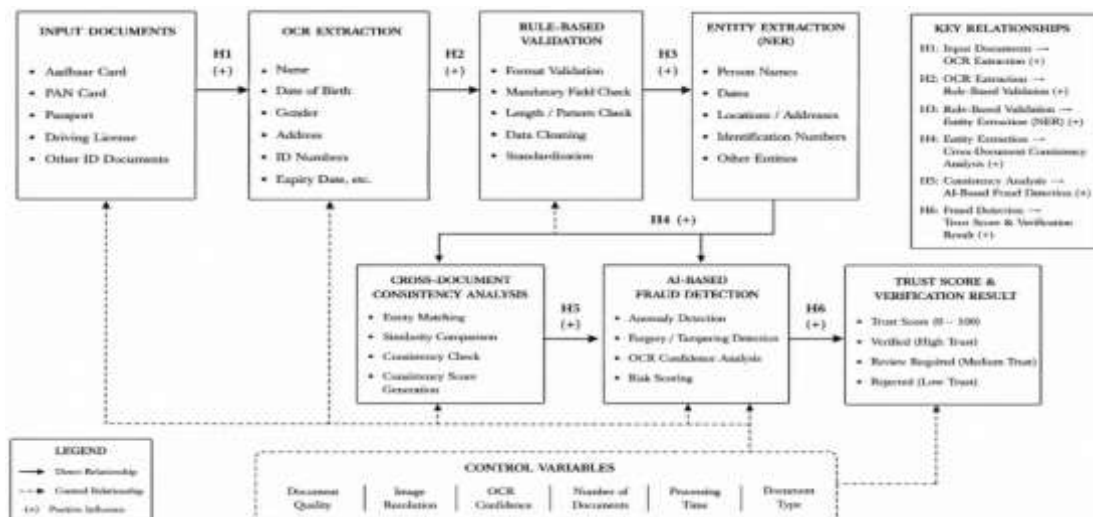 INPUT DOCUMENTS
• Aadhaar Card
• PAN Card
• Passport
• Driving License
• Other ID Documents
H1
(+)
OCR EXTRACTION
• Name
• Date of Birth
• Gender
• Address
• ID Numbers
• Expiry Date, etc.
H2
(+)
RULE-BASED
VALIDATION
• Format Validation
• Mandatory Field Check
• Length / Pattern Check
• Data Cleaning
• Standardization
H3
(+)
ENTITY EXTRACTION
(NER)
• Person Names
• Dates
• Locations / Addresses
• Identification Numbers
• Other Entities
KEY RELATIONSHIPS
H1: Input Documents →
OCR Extraction (+)
H2: OCR Extraction →
Rule-Based Validation (+)
H3: Rule-Based Validation →
Entity Extraction (NER) (+)
H4: Entity Extraction →
Cross-Document Consistency
Analysis (+)
H5: Consistency Analysis →
AI-Based Fraud Detection (+)
H6: Fraud Detection →
Trust Score & Verification
Result (+)
H4 (+)
CROSS-DOCUMENT
CONSISTENCY ANALYSIS
• Entity Matching
• Similarity Comparison
• Consistency Check
• Consistency Score
Generation
H5
(+)
AI-BASED
FRAUD DETECTION
• Anomaly Detection
• Forgery / Tampering Detection
• OCR Confidence Analysis
• Risk Scoring
H6
(+)
TRUST SCORE &
VERIFICATION RESULT
• Trust Score (0 – 100)
• Verified (High Trust)
• Review Required (Medium Trust)
• Rejected (Low Trust)
LEGEND
Direct Relationship
Control Relationship
(+) Positive Influence
CONTROL VARIABLES
Document Quality
Image Resolution
OCR Confidence
Number of Documents
Processing Time
Document Type